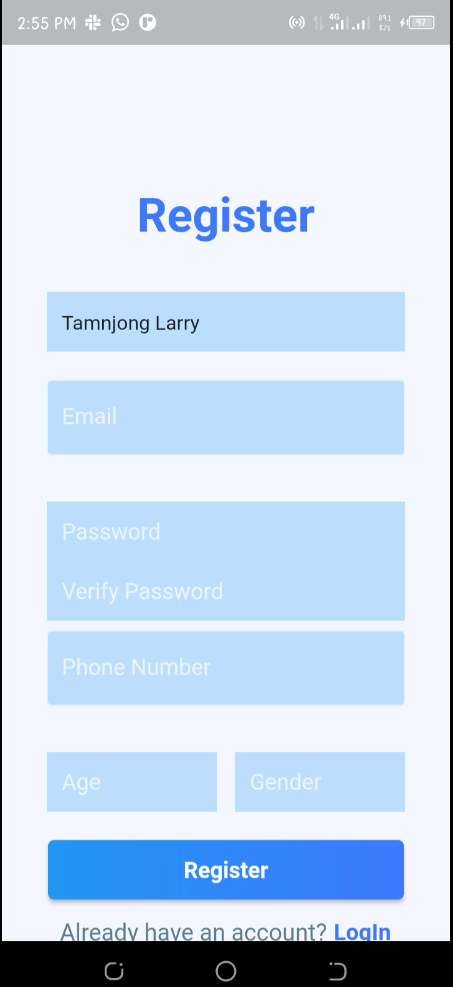 2:55 PM 4G 89.1 K/s 97
Register
Tamnjong Larry
Email
Password
Verify Password
Phone Number
Age Gender
Register
Already have an account? LogIn